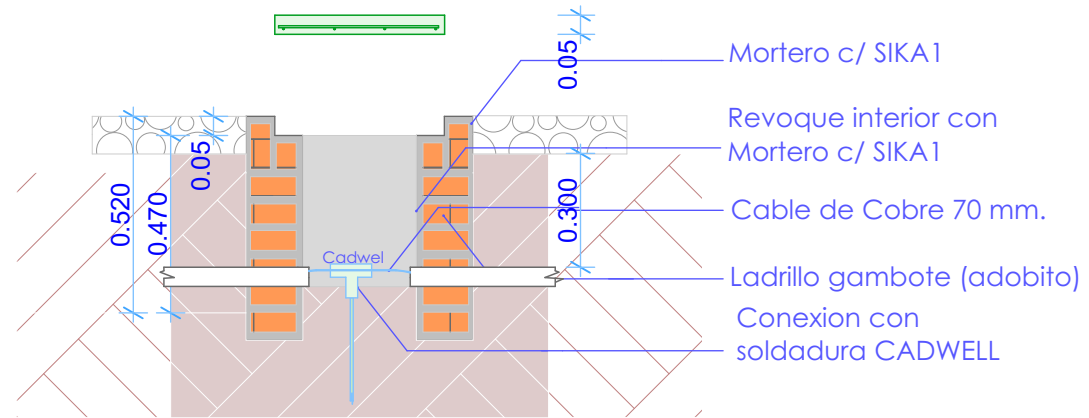 0.05
Mortero c/ SIKA1
Revoque interior con
Mortero c/ SIKA1
0.05
0.520
0.470
0.300
Cable de Cobre 70 mm.
Cadwel
Ladrillo gambote (adobito)
Conexion con
soldadura CADWELL